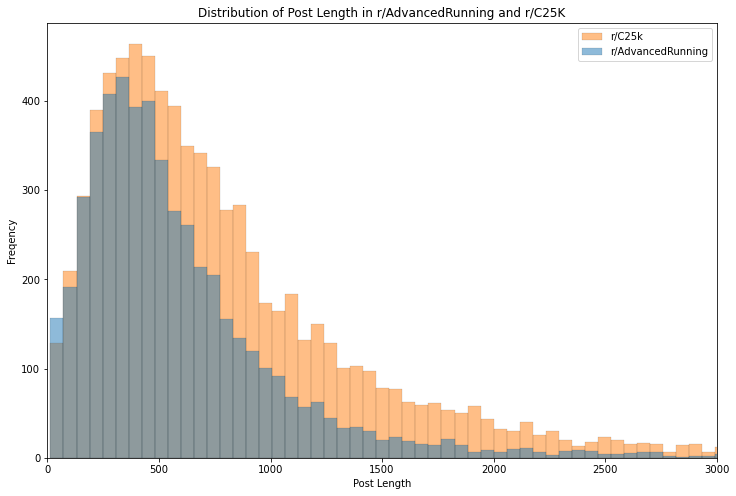 Distribution of Post Length in r/AdvancedRunning and r/C25K
r/C25k
r/AdvancedRunning
Freqency
400
300
200
100
0
0 500 1000 1500 2000 2500 3000
Post Length